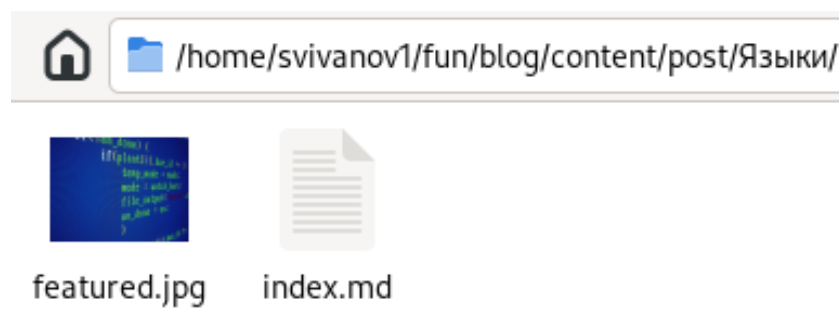 /home/svivanov1/fun/blog/content/post/Языки/
featured.jpg index.md